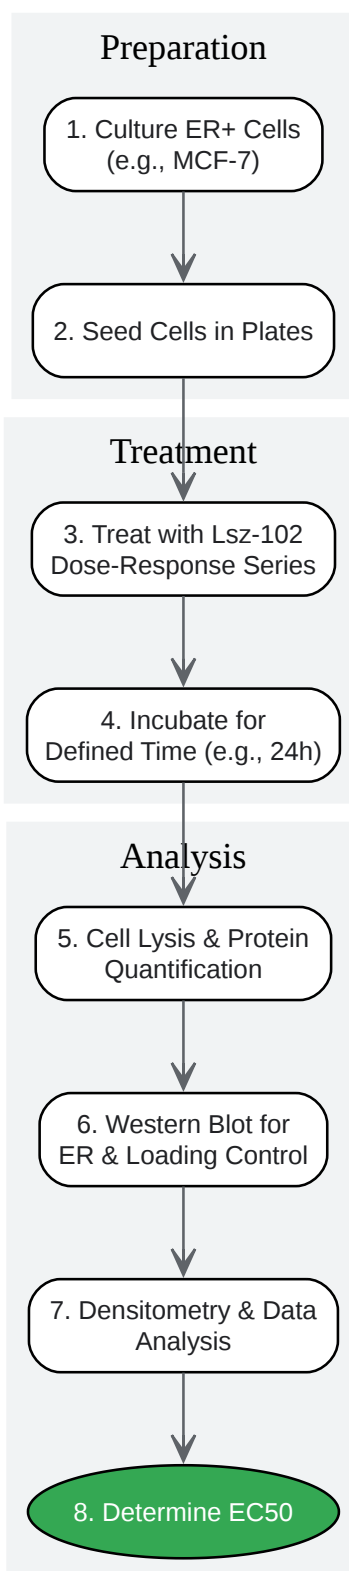 Preparation
1. Culture ER+ Cells
(e.g., MCF-7)
2. Seed Cells in Plates
Treatment
3. Treat with Lsz-102
Dose-Response Series
4. Incubate for
Defined Time (e.g., 24h)
Analysis
5. Cell Lysis & Protein
Quantification
6. Western Blot for
ER & Loading Control
7. Densitometry & Data
Analysis
8. Determine EC50